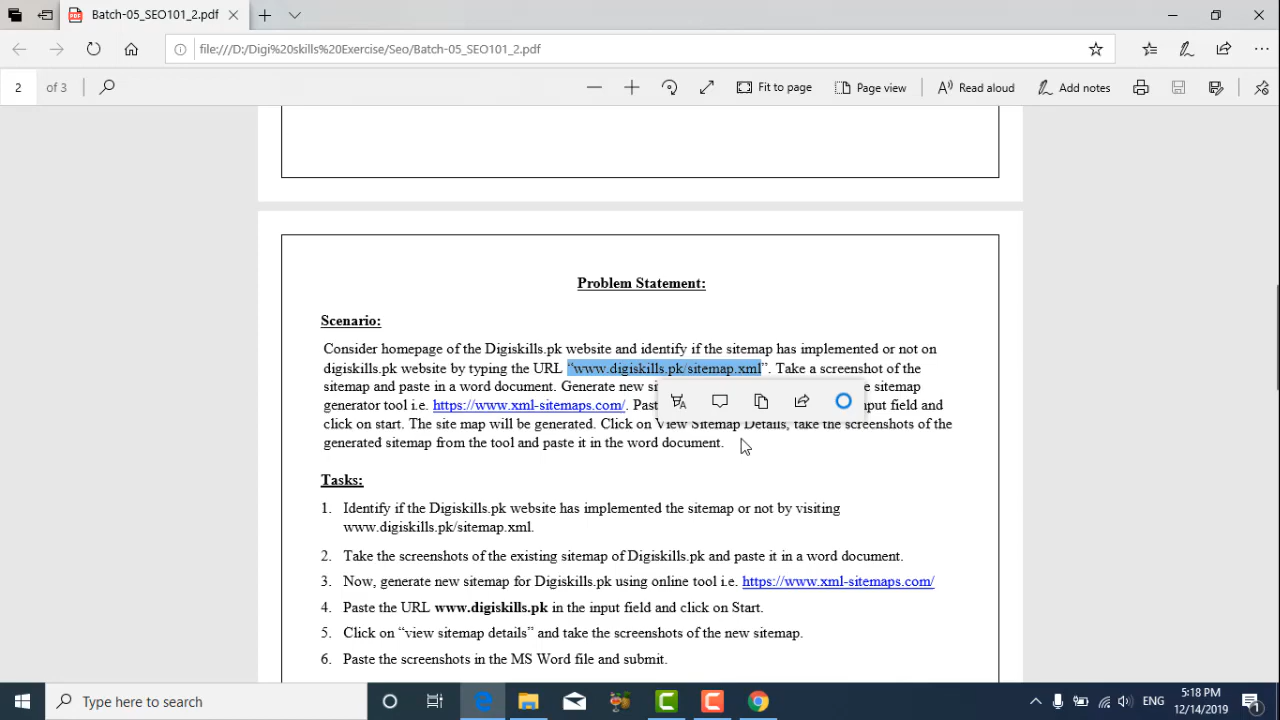 Batch-05_SEO101_2.pdf
file:///D:/Digi%20skills%20Exercise/Seo/Batch-05_SEO101_2.pdf
2 of 3 Fit to page Page view Read aloud Add notes
Problem Statement:
Scenario:
Consider homepage of the Digiskills.pk website and identify if the sitemap has implemented or not on
digiskills.pk website by typing the URL “www.digiskills.pk/sitemap.xml”. Take a screenshot of the
sitemap and paste in a word document. Generate new si sitemap
generator tool i.e. https://www.xml-sitemaps.com/. Past input field and
click on start. The site map will be generated. Click on View Sitemap Details, take the screenshots of the
generated sitemap from the tool and paste it in the word document.
Tasks:
1. Identify if the Digiskills.pk website has implemented the sitemap or not by visiting
www.digiskills.pk/sitemap.xml.
2. Take the screenshots of the existing sitemap of Digiskills.pk and paste it in a word document.
3. Now, generate new sitemap for Digiskills.pk using online tool i.e. https://www.xml-sitemaps.com/
4. Paste the URL www.digiskills.pk in the input field and click on Start.
5. Click on “view sitemap details” and take the screenshots of the new sitemap.
6. Paste the screenshots in the MS Word file and submit.
Type here to search
ENG
5:18 PM
12/14/2019
1